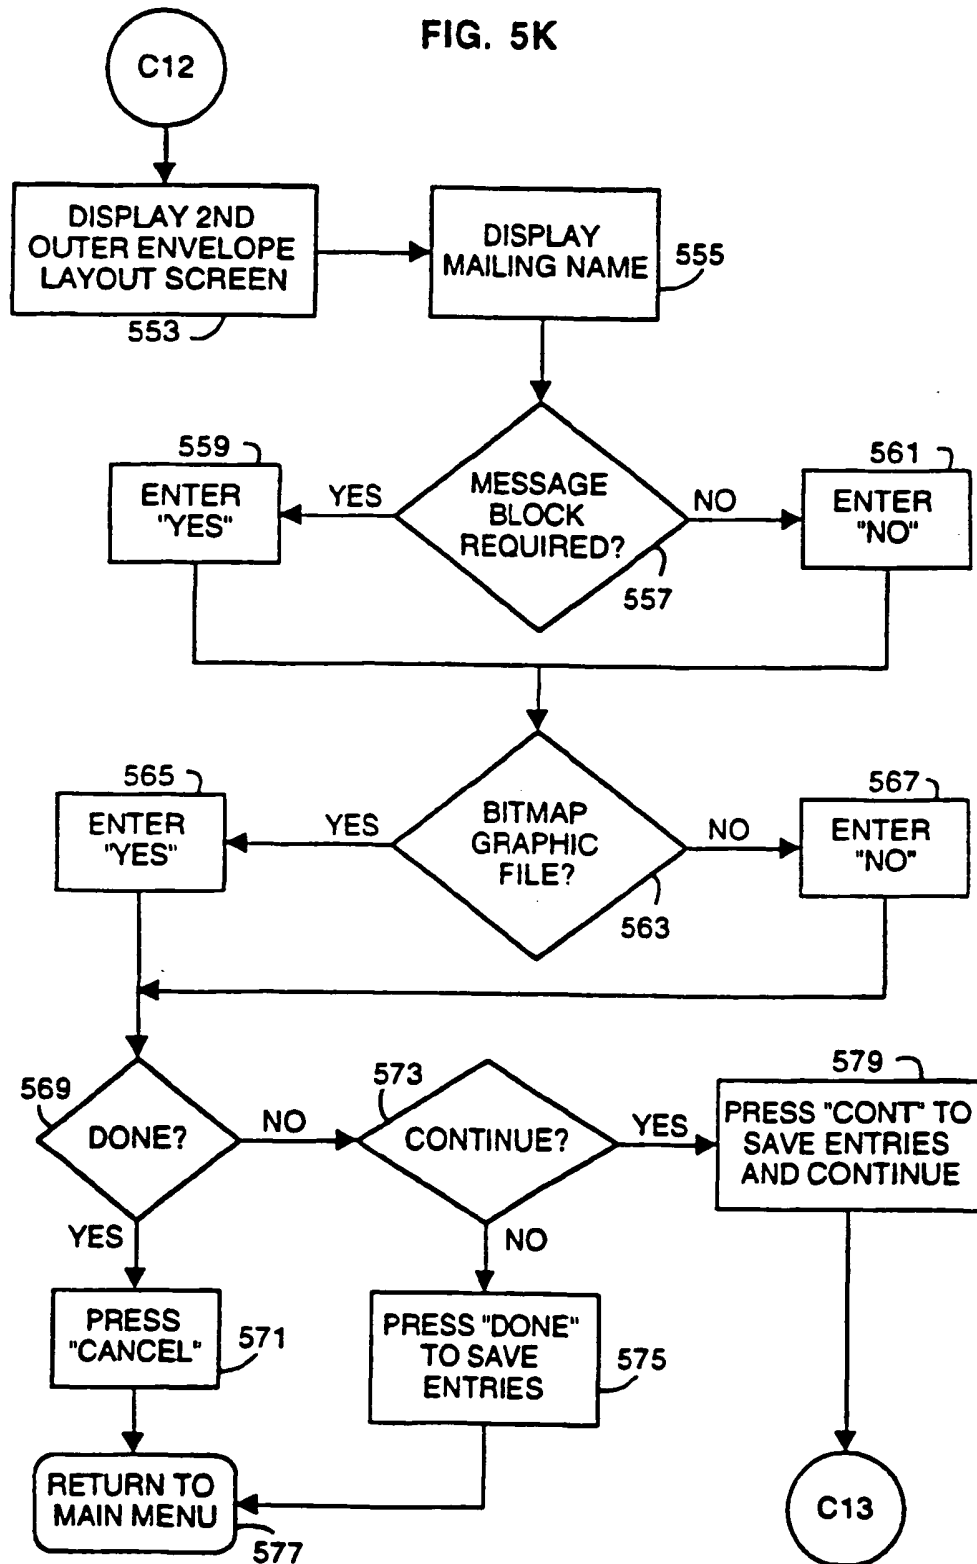 FIG. 5K
C12
DISPLAY 2ND
OUTER ENVELOPE
LAYOUT SCREEN
553
DISPLAY
MAILING NAME
555
MESSAGE
BLOCK
REQUIRED?
557
YES
NO
559
ENTER
"YES"
561
ENTER
"NO"
BITMAP
GRAPHIC
FILE?
563
YES
NO
565
ENTER
"YES"
567
ENTER
"NO"
569
DONE?
NO
YES
573
CONTINUE?
YES
NO
579
PRESS "CONT" TO
SAVE ENTRIES
AND CONTINUE
PRESS
"CANCEL"
571
PRESS "DONE"
TO SAVE
ENTRIES
575
RETURN TO
MAIN MENU
577
C13